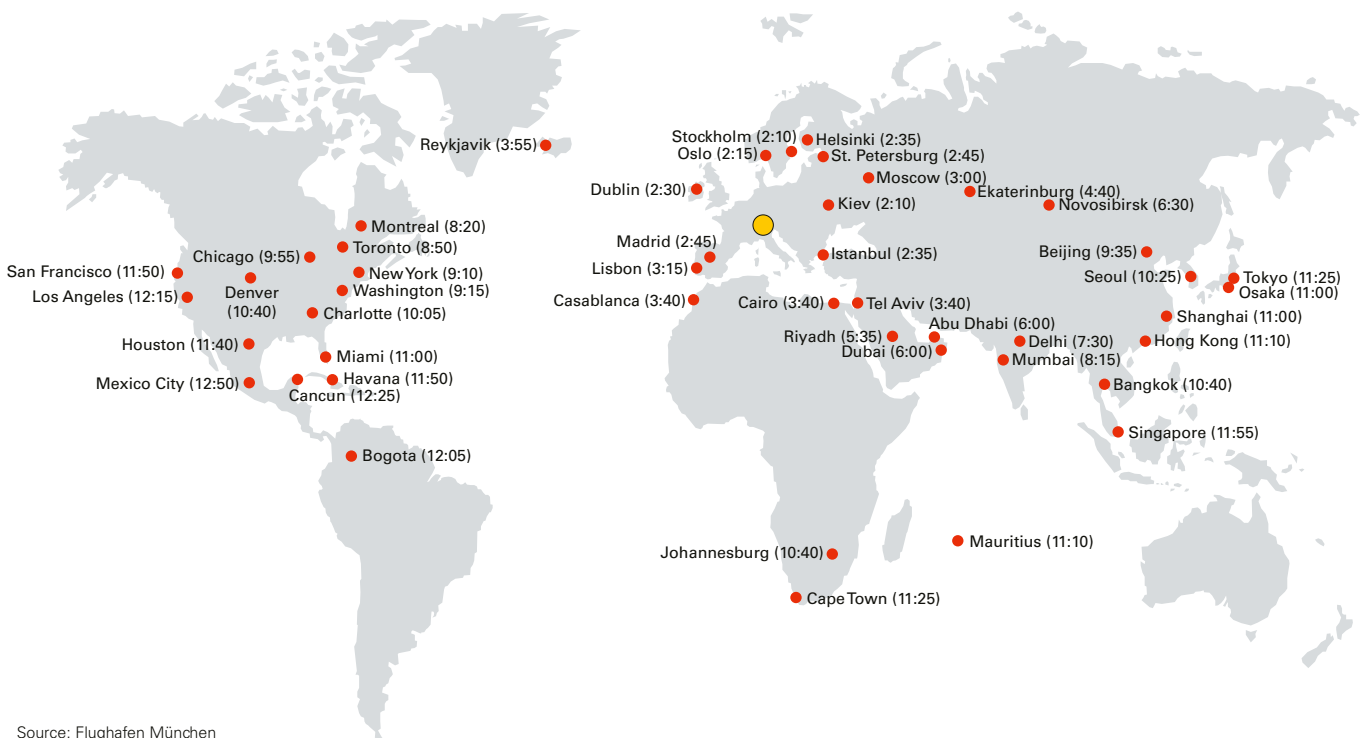 Reykjavik (3:55)
Stockholm (2:10)
Helsinki (2:35)
Oslo (2:15)
St. Petersburg (2:45)
Moscow (3:00)
Dublin (2:30)
Ekaterinburg (4:40)
Kiev (2:10)
Novosibirsk (6:30)
Montreal (8:20)
Toronto (8:50)
Madrid (2:45)
Chicago (9:55)
Istanbul (2:35)
Beijing (9:35)
San Francisco (11:50)
New York (9:10)
Lisbon (3:15)
Seoul (10:25)
Tokyo (11:25)
Denver
(10:40)
Washington (9:15)
Osaka (11:00)
Los Angeles (12:15)
Casablanca (3:40)
Cairo (3:40)
Tel Aviv (3:40)
Charlotte (10:05)
Shanghai (11:00)
Abu Dhabi (6:00)
Riyadh (5:35)
Houston (11:40)
Delhi (7:30)
Hong Kong (11:10)
Dubai (6:00)
Miami (11:00)
Mumbai (8:15)
Mexico City (12:50)
Havana (11:50)
Bangkok (10:40)
Cancun (12:25)
Singapore (11:55)
Bogota (12:05)
Mauritius (11:10)
Johannesburg (10:40)
Cape Town (11:25)
Source: Flughafen München